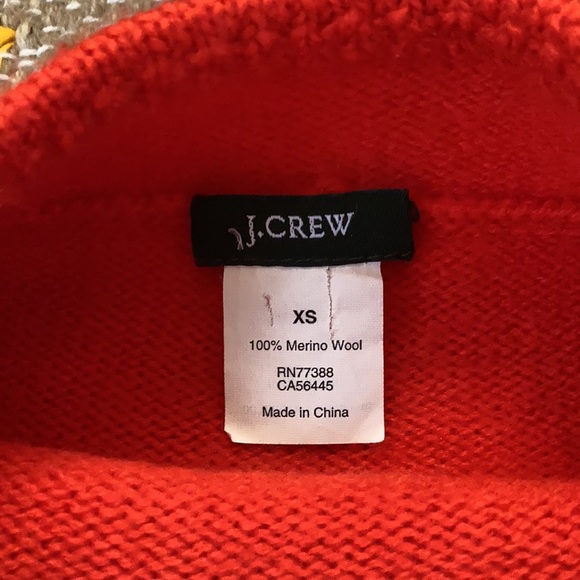 J.CREW
XS
100% Merino Wool
RN77388
CA56445
Made in China